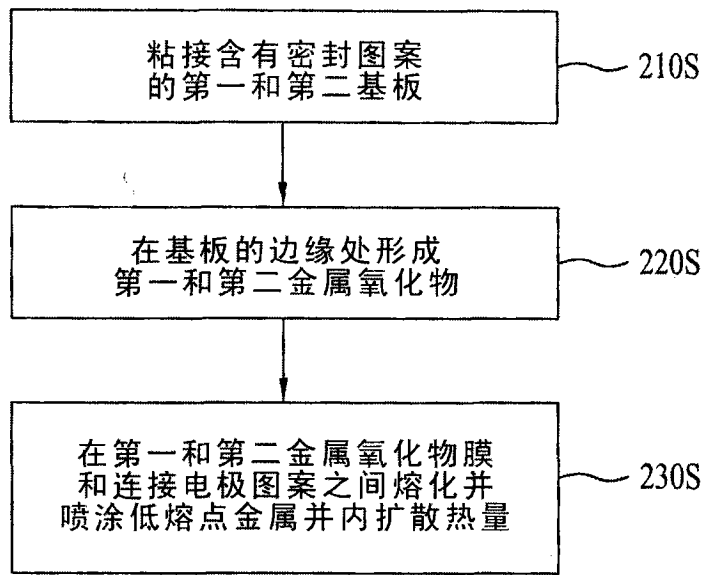 粘接含有密封图案
的第一和第二基板
210S
在基板的边缘处形成
第一和第二金属氧化物
220S
在第一和第二金属氧化物膜
和连接电极图案之间熔化并
喷涂低熔点金属并内扩散热量
230S